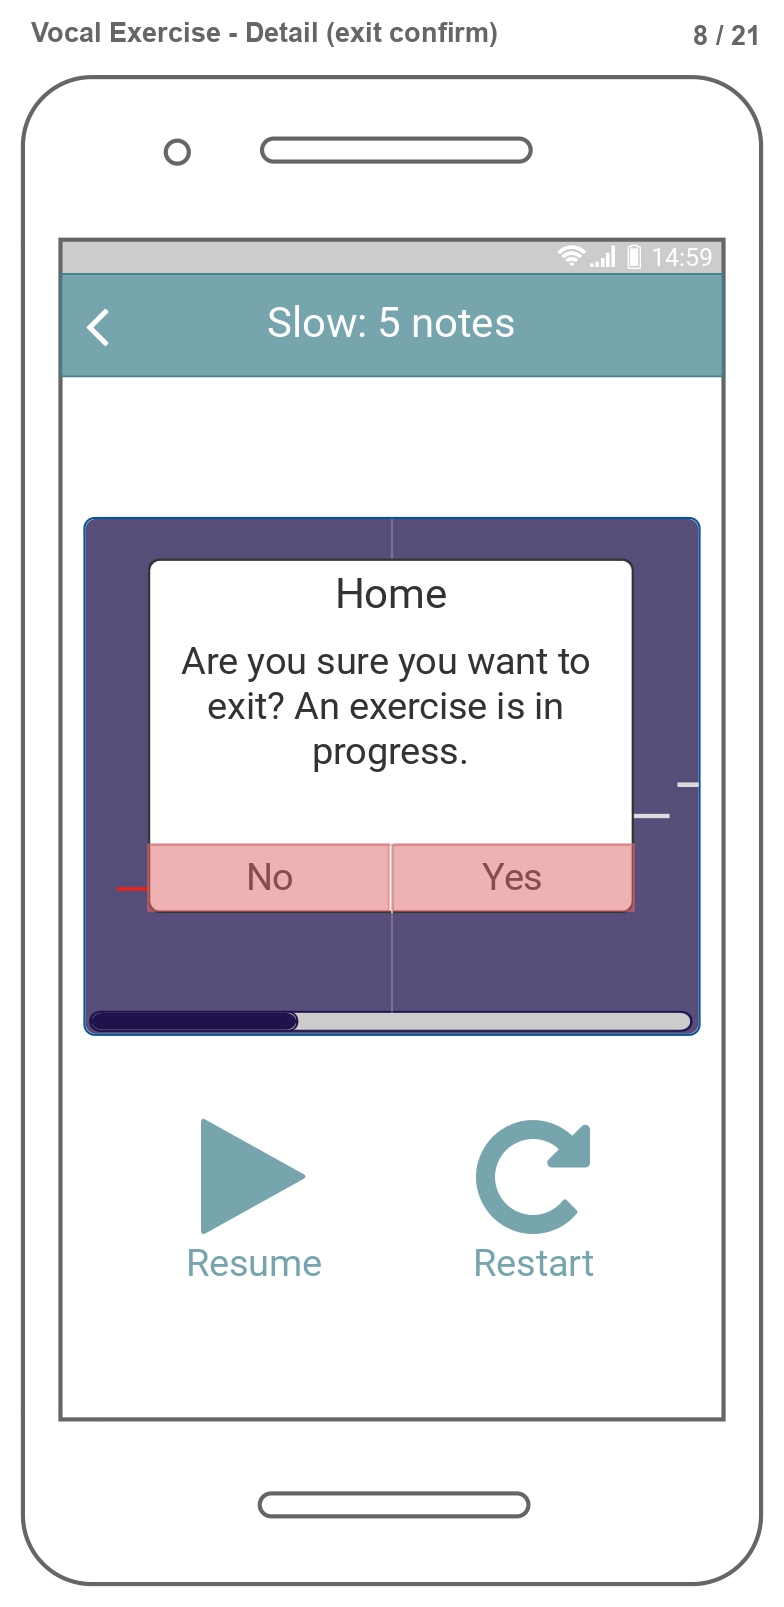 Vocal Exercise - Detail (exit confirm)
8 / 21
14:59
Slow: 5 notes
Home
Are you sure you want to
exit? An exercise is in
progress.
No
Yes
Resume
Restart